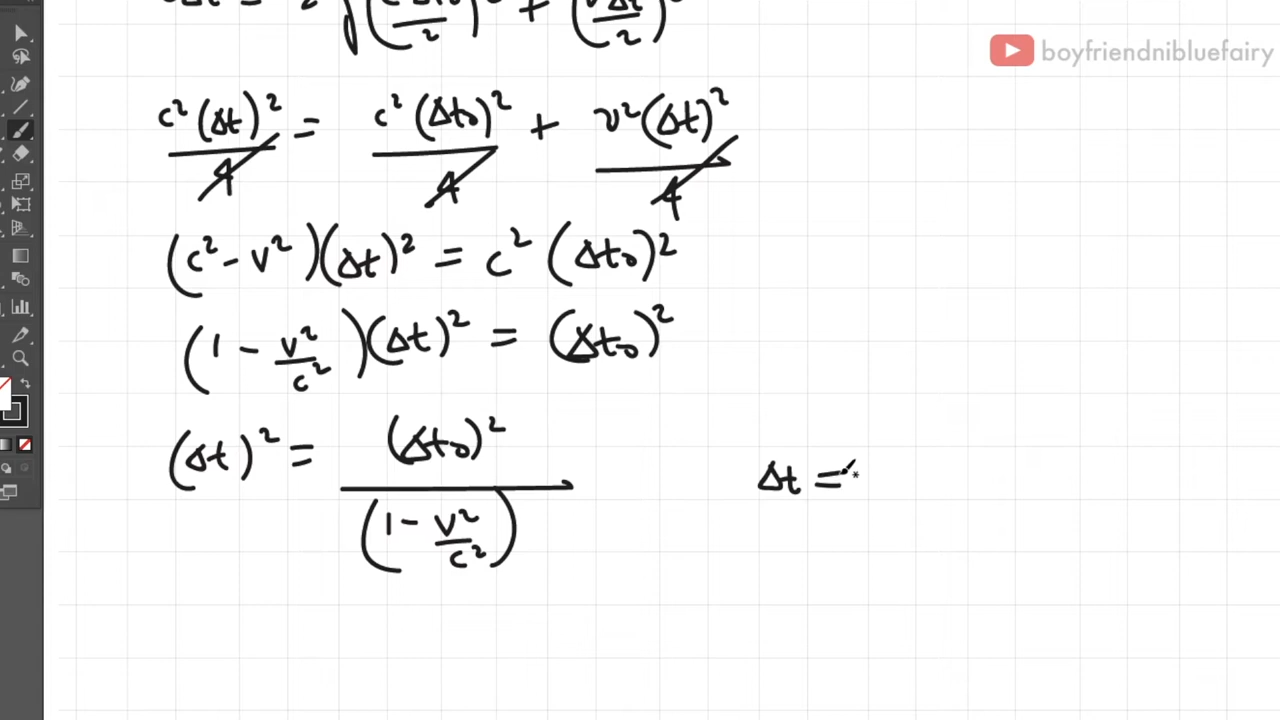 boyfriendnibluefairy
c²(Δt)²/4 = c²(Δt₀)²/4 + v²(Δt)²/4
(c² - v²)(Δt)² = c² (Δt₀)²
(1 - v²/c²)(Δt)² = (Δt₀)²
(Δt)² = (Δt₀)²/(1 - v²/c²)
Δt =